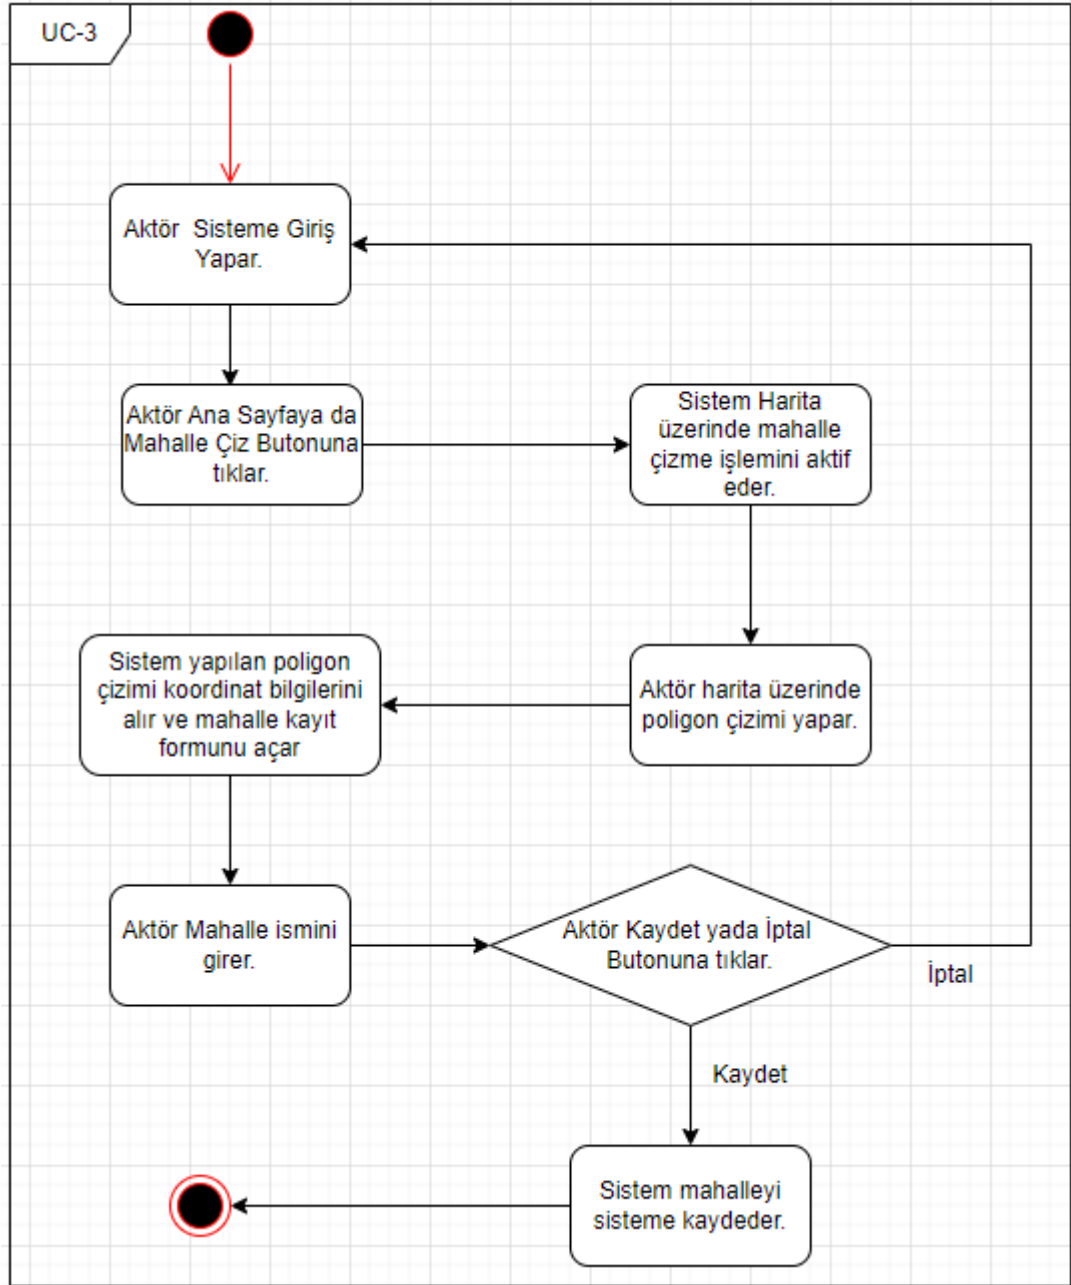 UC-3
Aktör Sisteme Giriş
Yapar.
Aktör Ana Sayfaya da
Mahalle Çiz Butonuna
tıklar.
Sistem Harita
üzerinde mahalle
çizme işlemini aktif
eder.
Aktör harita üzerinde
poligon çizimi yapar.
Sistem yapılan poligon
çizimi koordinat bilgilerini
alır ve mahalle kayıt
formunu açar
Aktör Mahalle ismini
girer.
Aktör Kaydet yada İptal
Butonuna tıklar.
İptal
Kaydet
Sistem mahalleyi
sisteme kaydeder.